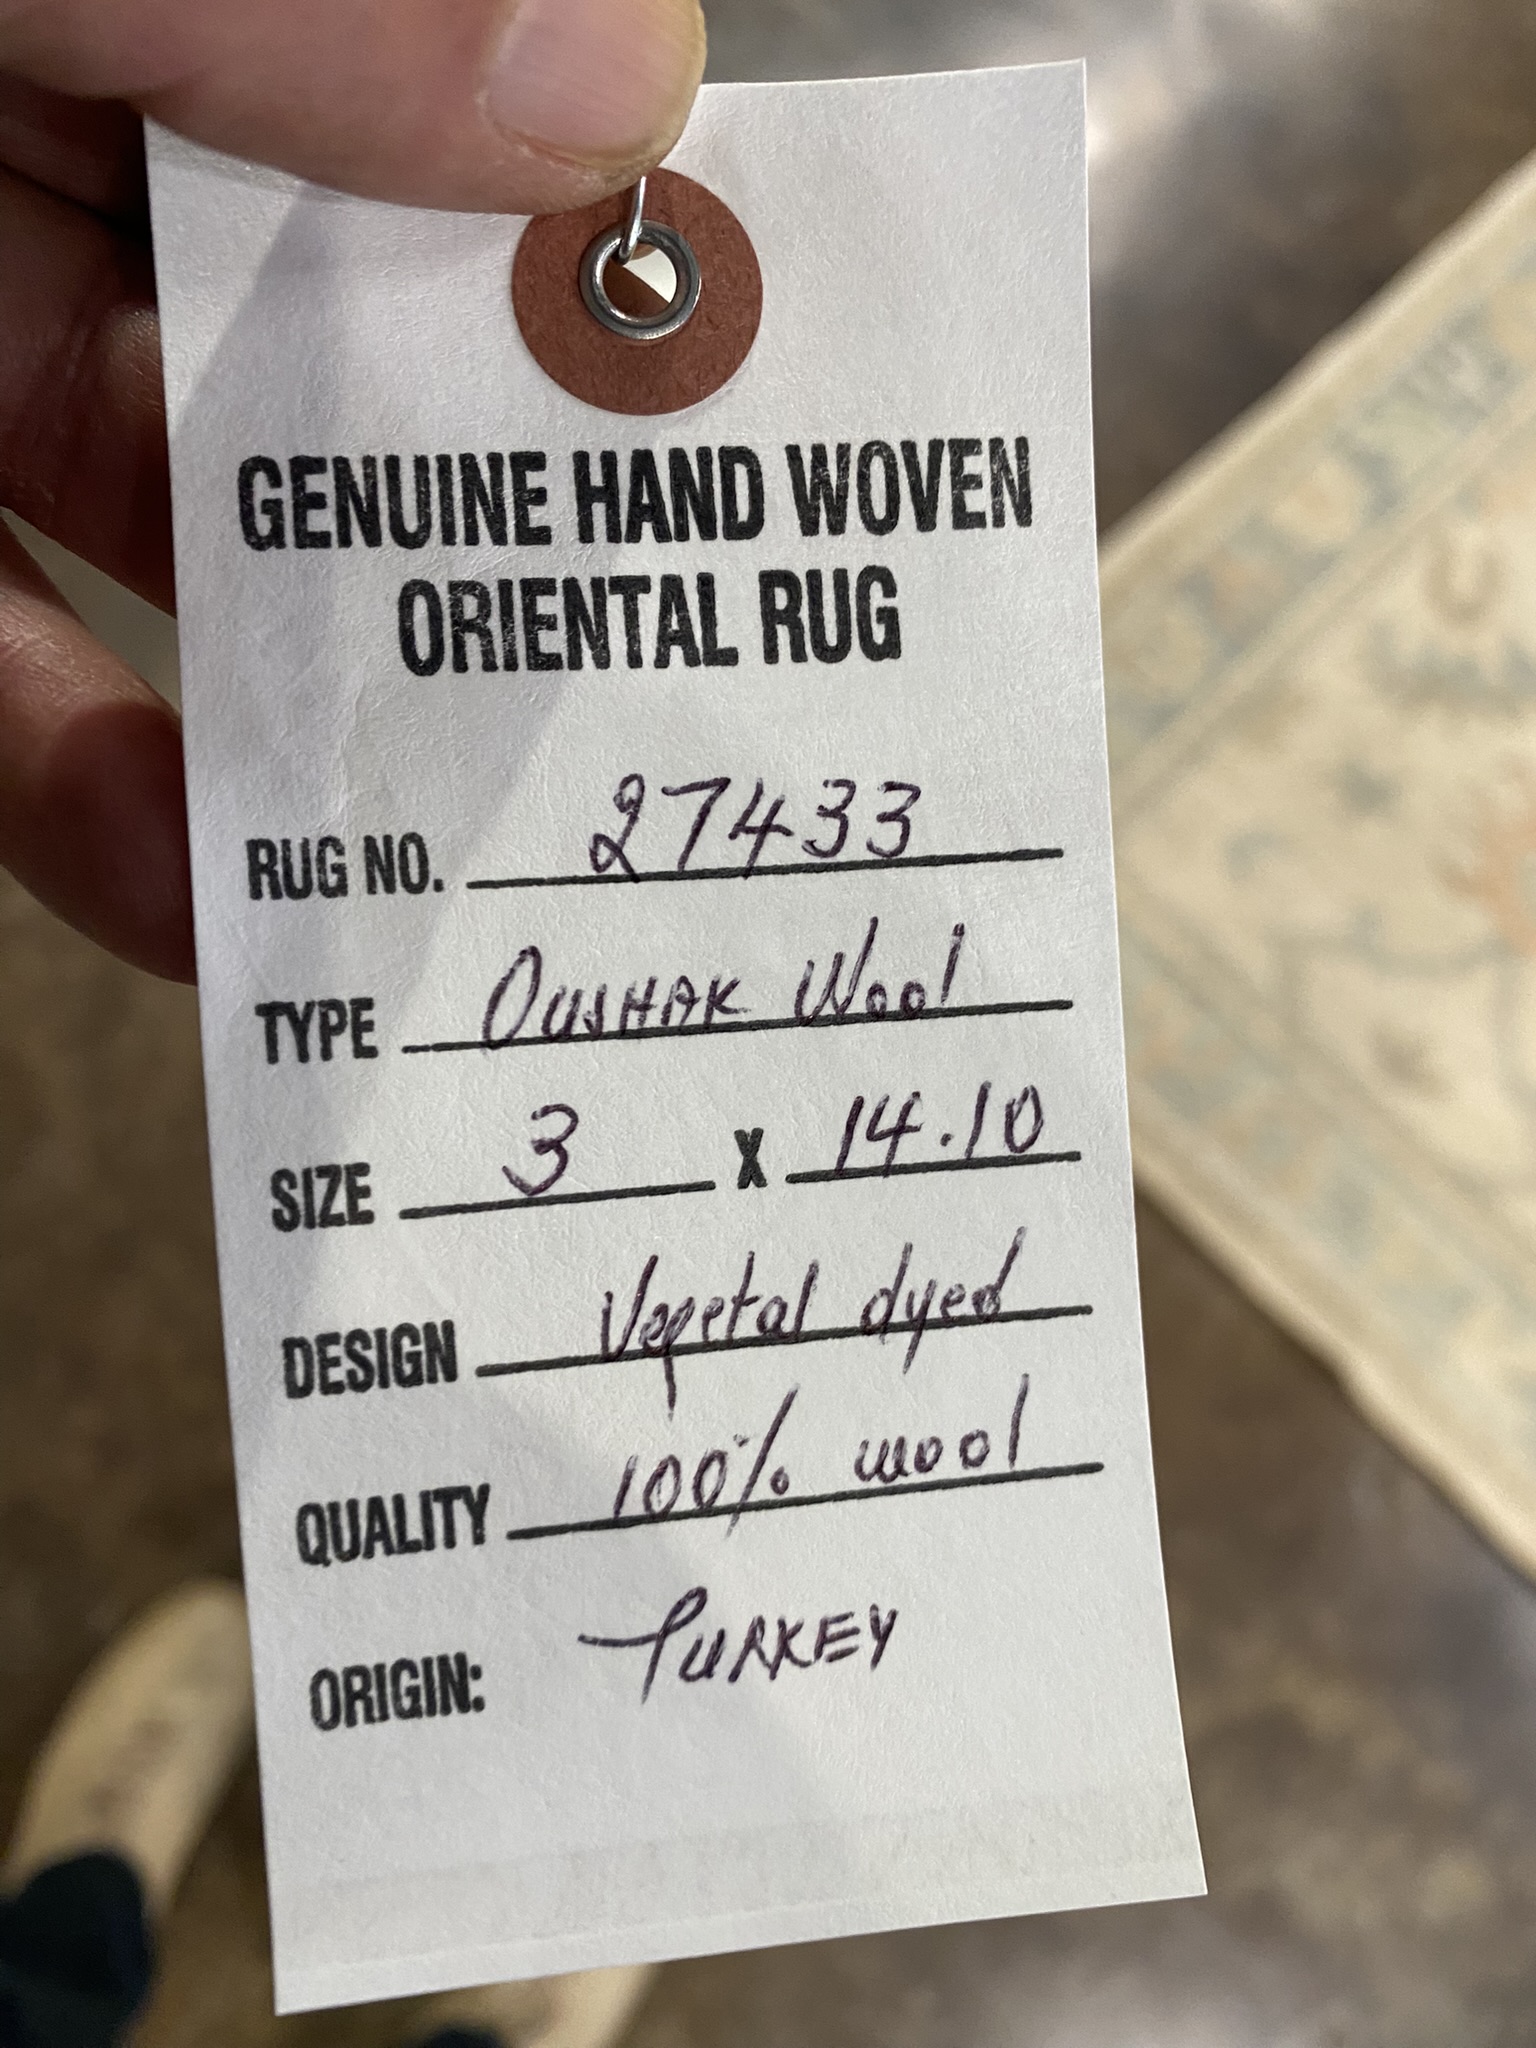 GENUINE HAND WOVEN
ORIENTAL RUG
RUG NO. 27433
TYPE OUSHAK Wool
SIZE 3 X 14.10
DESIGN Vegetal dyed
QUALITY 100% wool
ORIGIN: TURKEY